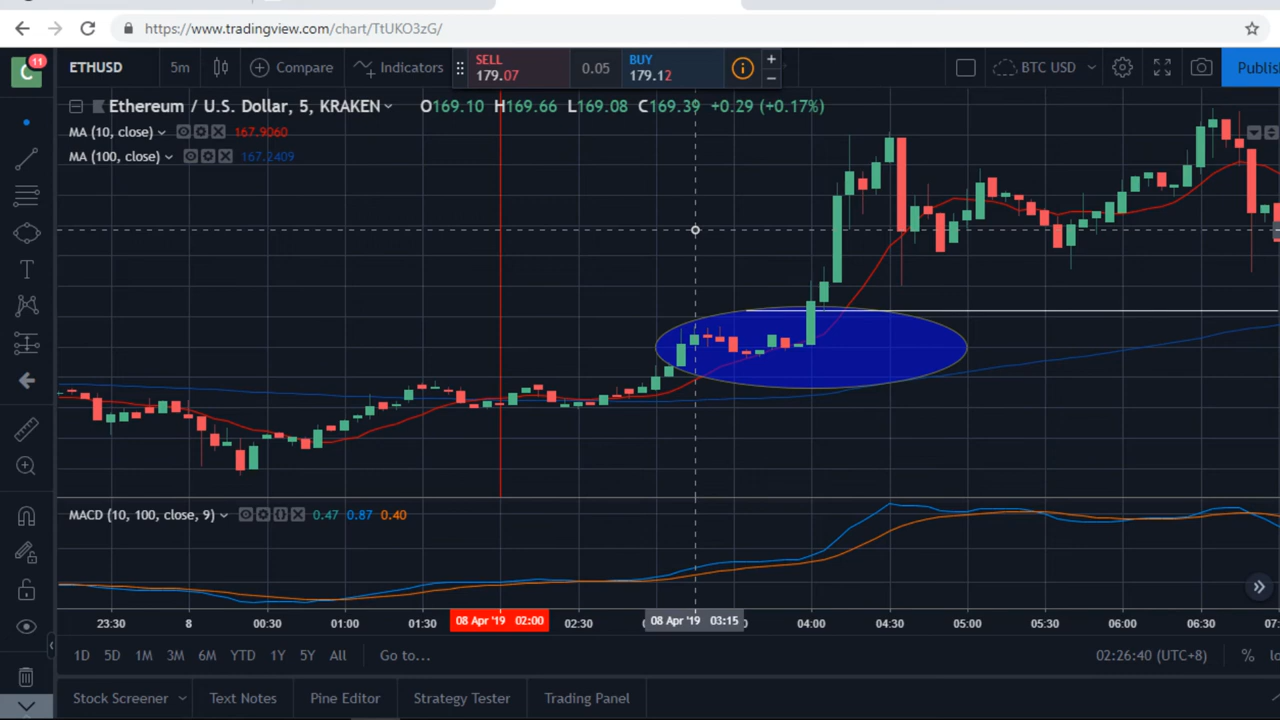 https://www.tradingview.com/chart/TtUKO3zG/
C 11 ETHUSD 5m Compare Indicators SELL 179.07 0.05 BUY 179.12 + − BTC USD Publis
Ethereum / U.S. Dollar, 5, KRAKEN O169.10 H169.66 L169.08 C169.39 +0.29 (+0.17%)
MA (10, close) 167.9060
MA (100, close) 167.2409
MACD (10, 100, close, 9) 0.47 0.87 0.40
23:30 8 00:30 01:00 01:30 08 Apr '19 02:00 02:30 08 Apr '19 03:15 04:00 04:30 05:00 05:30 06:00 06:30 07:
1D 5D 1M 3M 6M YTD 1Y 5Y All Go to... 02:26:40 (UTC+8) % lo
Stock Screener Text Notes Pine Editor Strategy Tester Trading Panel